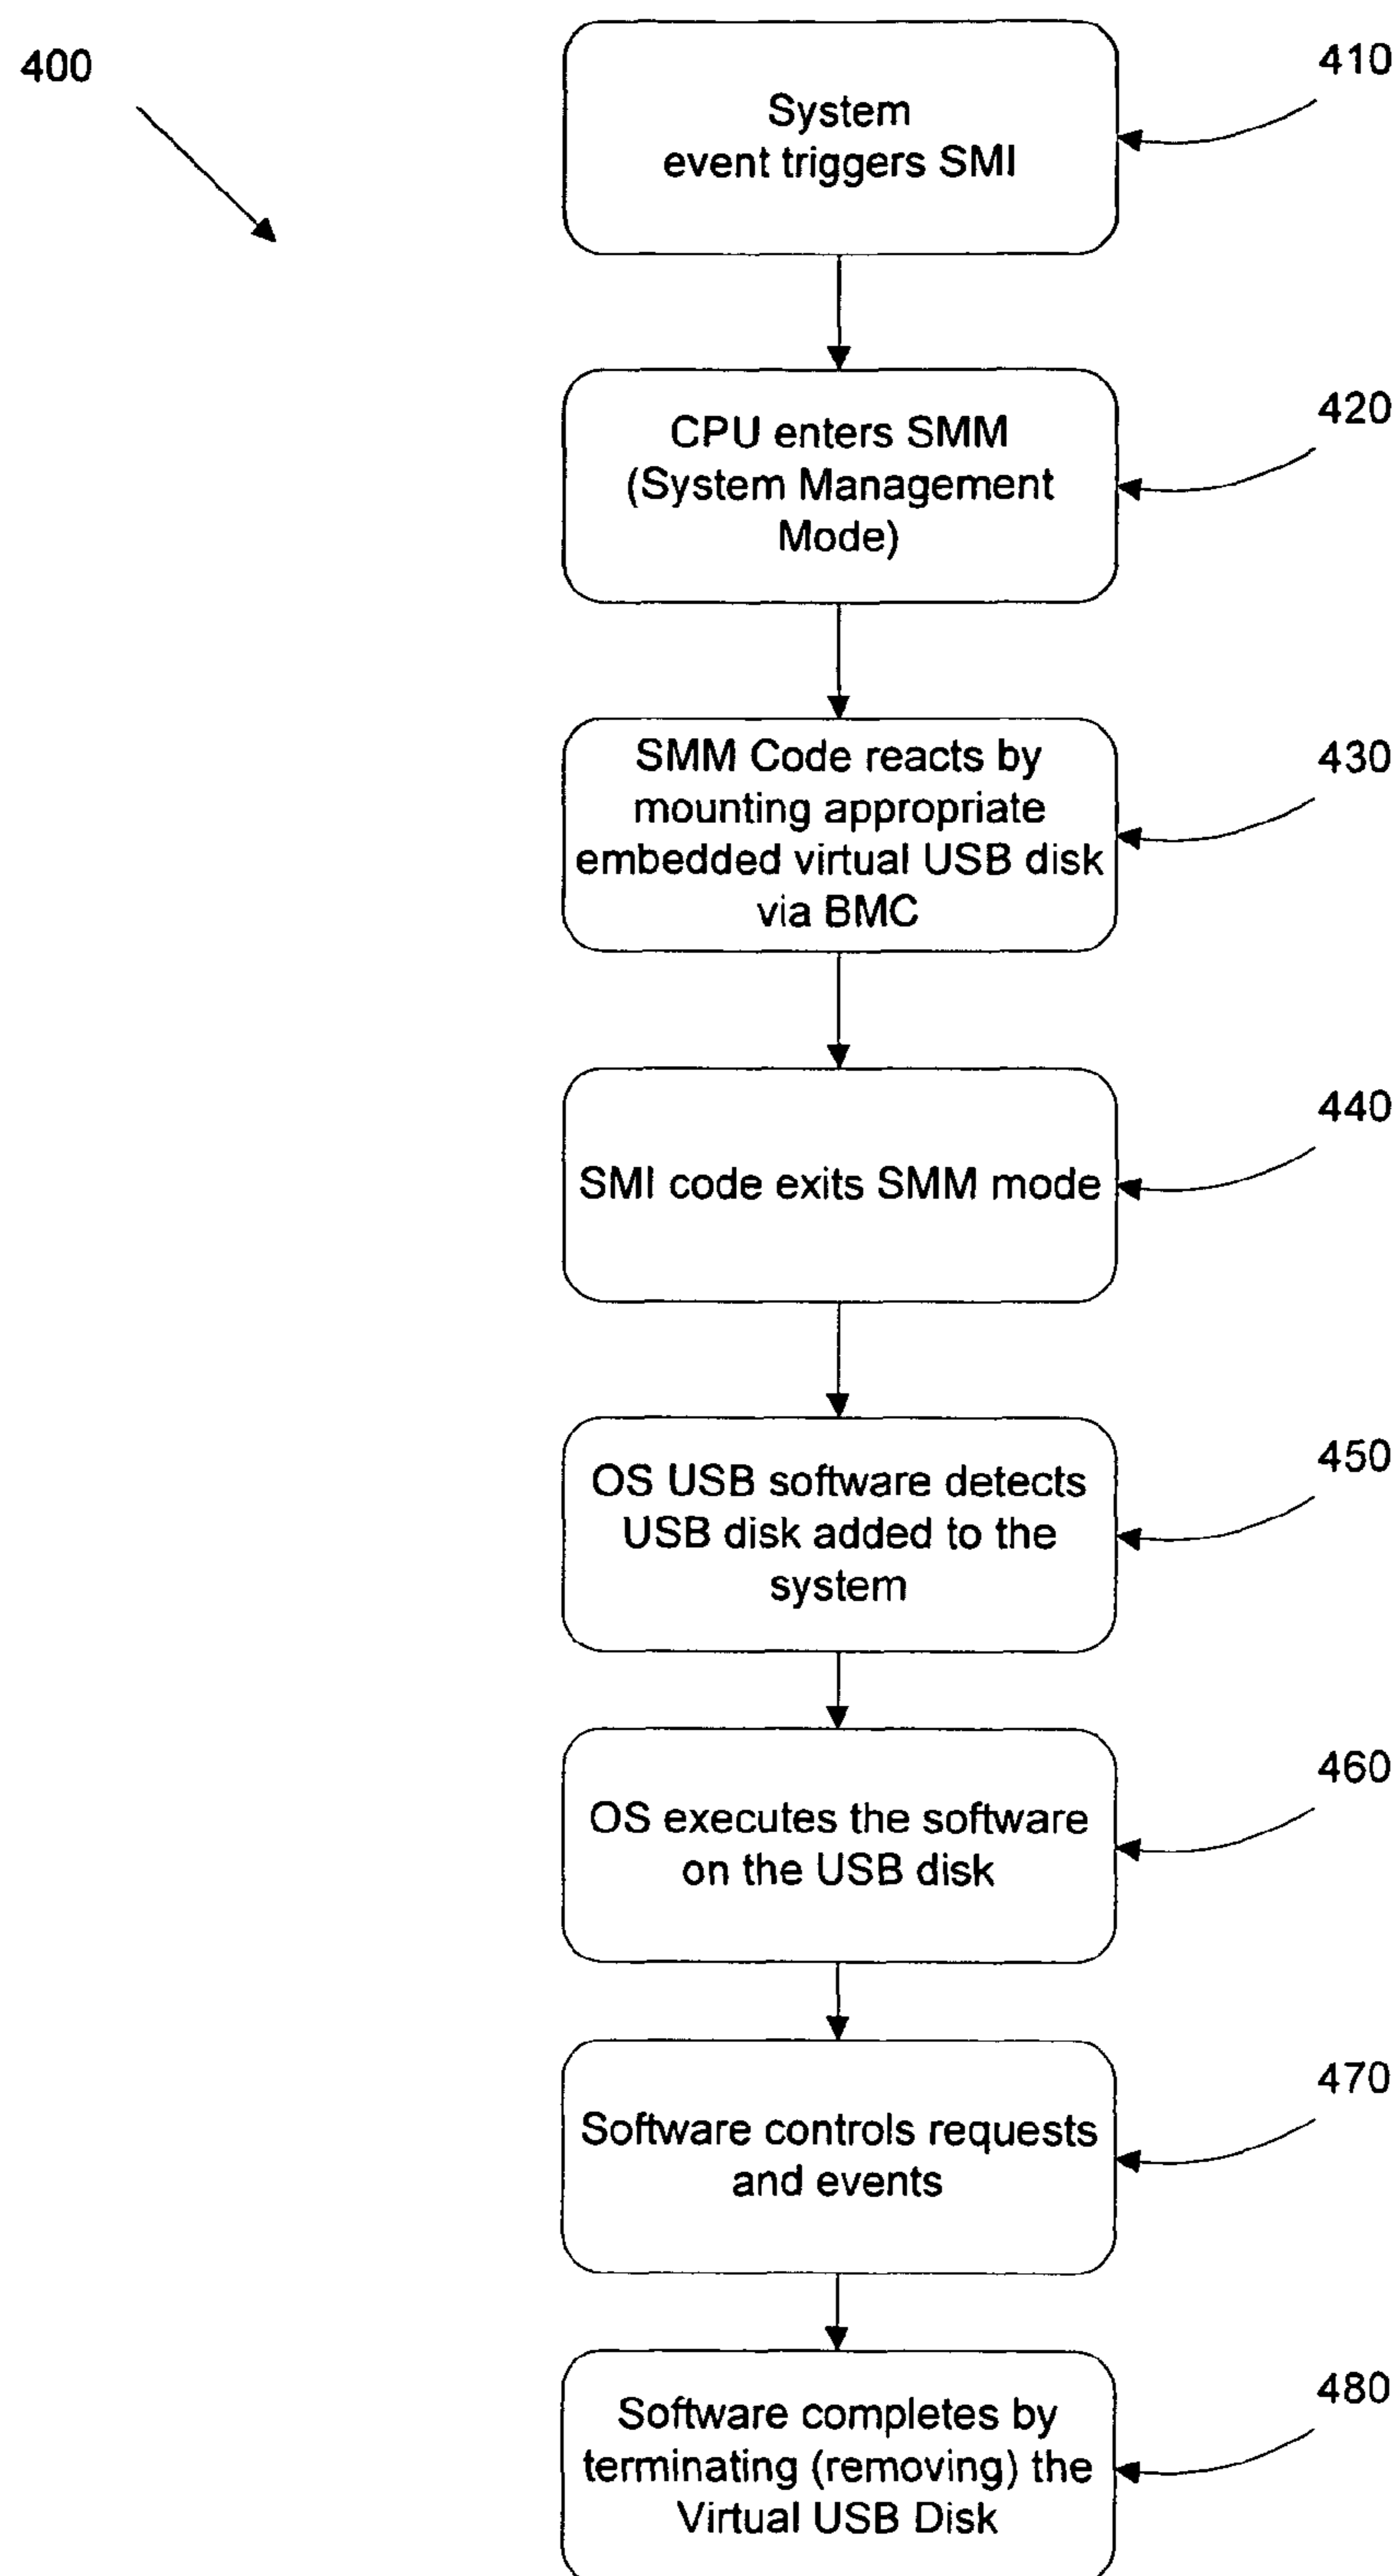 400
410
System
event triggers SMI
420
CPU enters SMM
(System Management
Mode)
430
SMM Code reacts by
mounting appropriate
embedded virtual USB disk
via BMC
440
SMI code exits SMM mode
450
OS USB software detects
USB disk added to the
system
460
OS executes the software
on the USB disk
470
Software controls requests
and events
480
Software completes by
terminating (removing) the
Virtual USB Disk